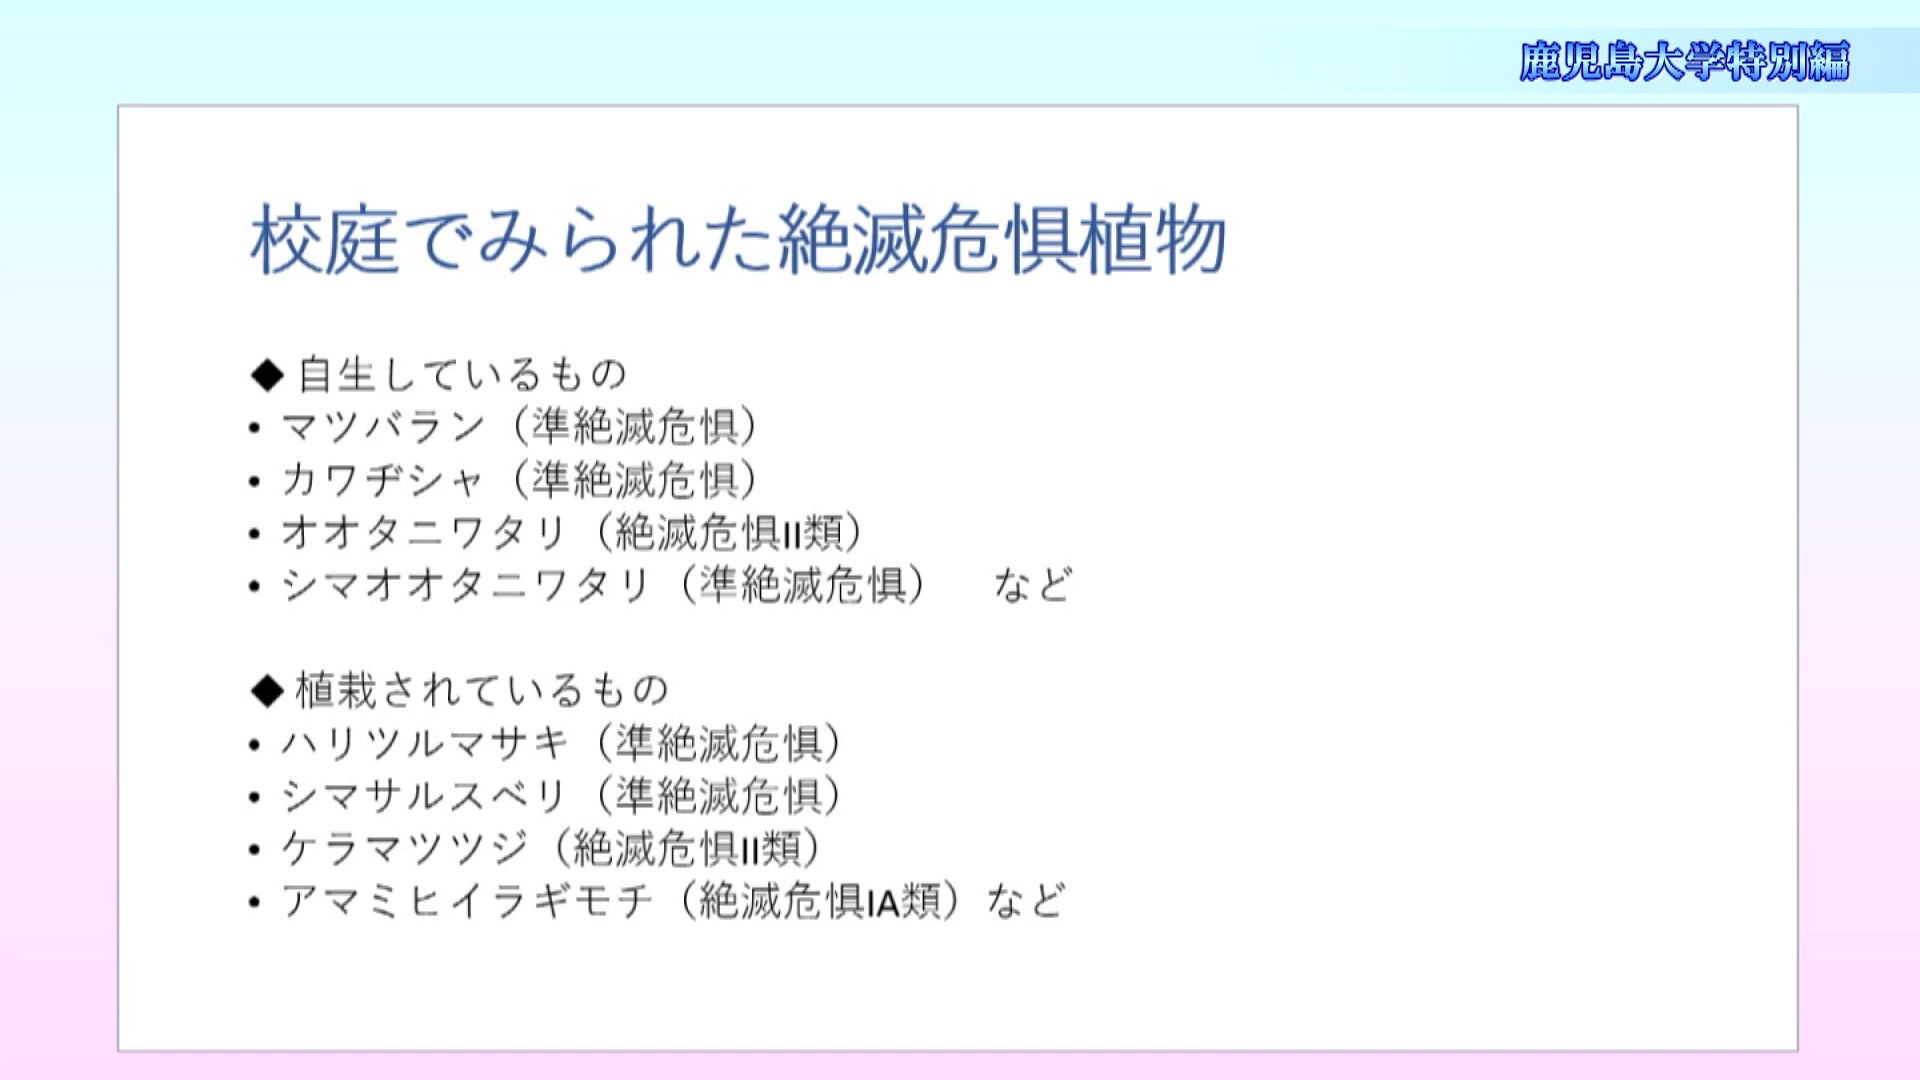 鹿児島大学特別編
校庭でみられた絶滅危惧植物
◆ 自生しているもの
• マツバラン（準絶滅危惧）
• カワヂシャ（準絶滅危惧）
• オオタニワタリ（絶滅危惧II類）
• シマオオタニワタリ（準絶滅危惧）　など
◆ 植栽されているもの
• ハリツルマサキ（準絶滅危惧）
• シマサルスベリ（準絶滅危惧）
• ケラマツツジ（絶滅危惧II類）
• アマミヒイラギモチ（絶滅危惧IA類）など